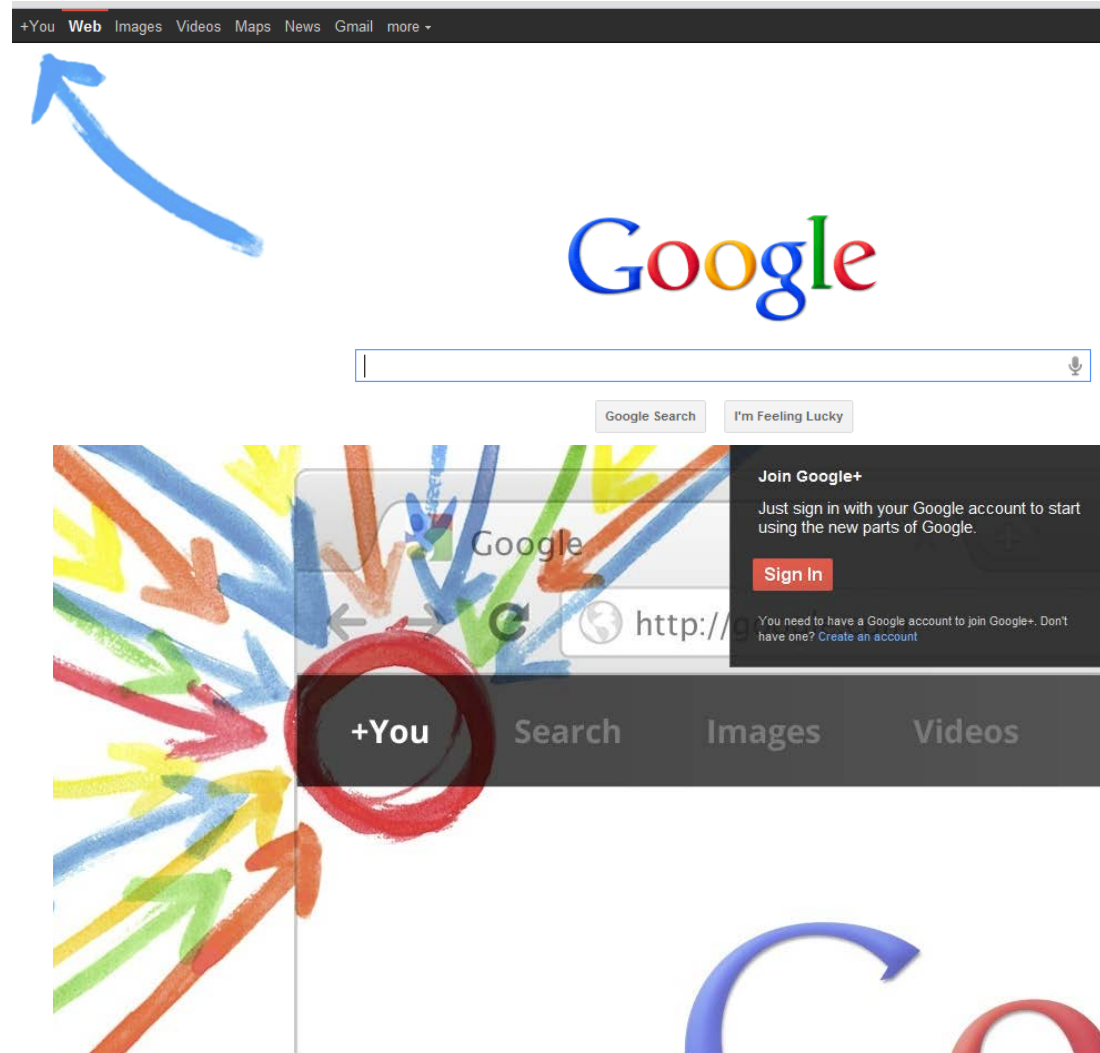 +You Web Images Videos Maps News Gmail more
Google
Google Search I'm Feeling Lucky
Join Google+
Just sign in with your Google account to start
using the new parts of Google.
Sign In
You need to have a Google account to join Google+. Don't
have one? Create an account
Google
http://
+You Search Images Videos